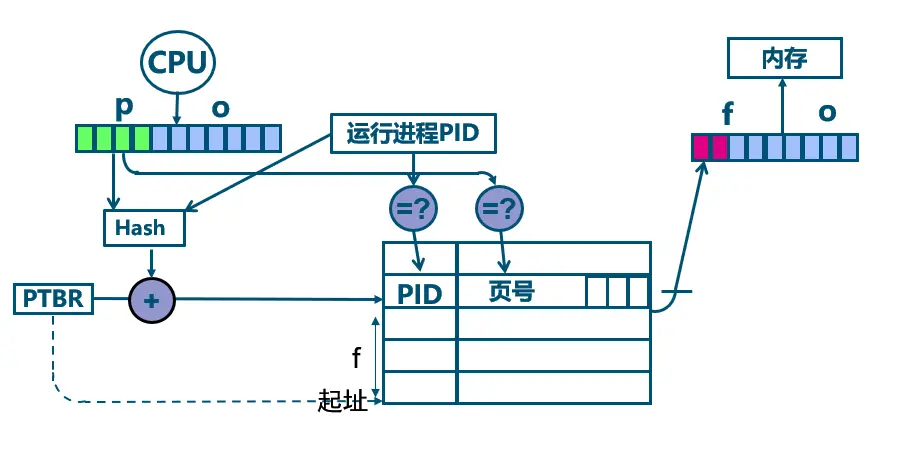 CPU
p
o
运行进程PID
=?
=?
Hash
PTBR
+
PID
页号
f
起址
内存
f
o